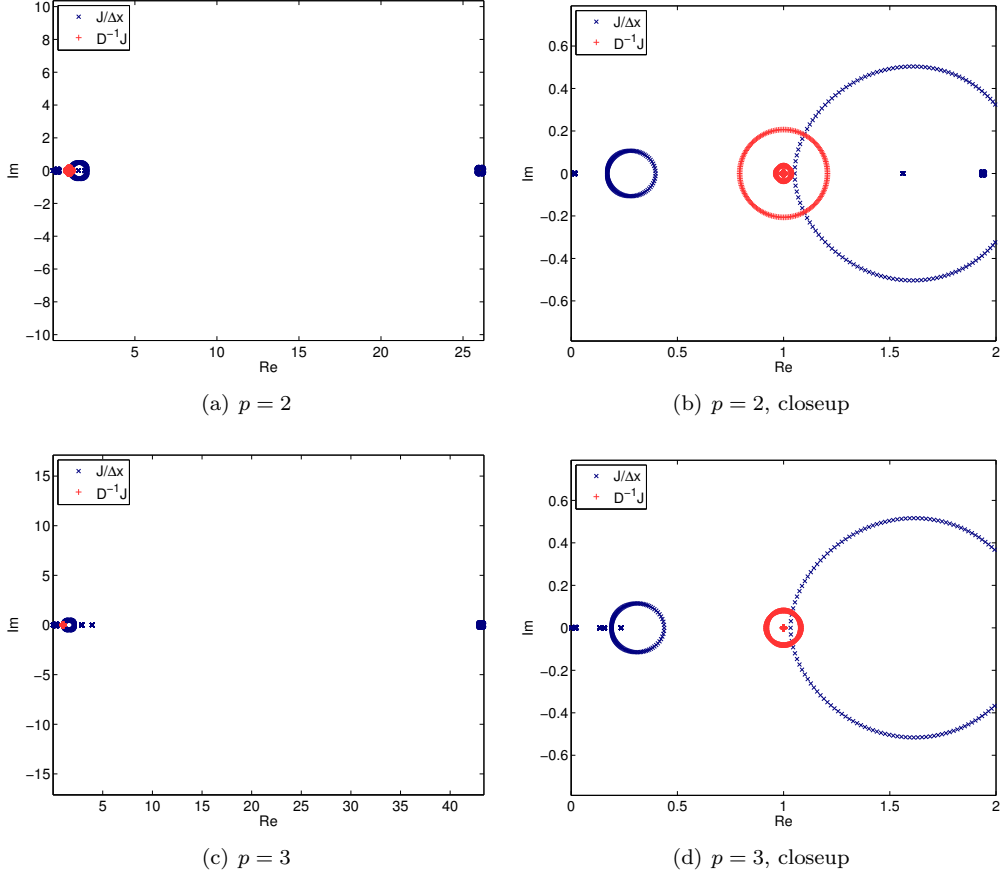 J/Δx
D⁻¹J
10
8
6
4
2
0
−2
−4
−6
−8
−10
5
10
15
20
25
Re
Im
(a) p = 2
J/Δx
D⁻¹J
0.6
0.4
0.2
0
−0.2
−0.4
−0.6
0
0.5
1
1.5
2
Re
Im
(b) p = 2, closeup
J/Δx
D⁻¹J
15
10
5
0
−5
−10
−15
5
10
15
20
25
30
35
40
Re
Im
(c) p = 3
J/Δx
D⁻¹J
0.6
0.4
0.2
0
−0.2
−0.4
−0.6
0
0.5
1
1.5
2
Re
Im
(d) p = 3, closeup